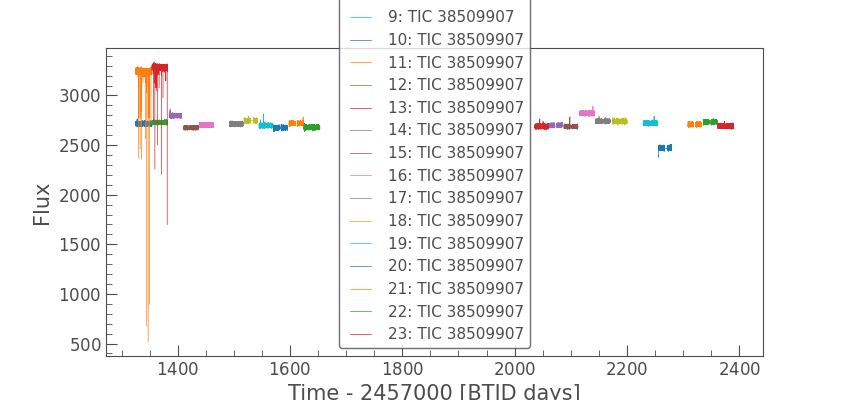 9: TIC 38509907
10: TIC 38509907
11: TIC 38509907
12: TIC 38509907
13: TIC 38509907
14: TIC 38509907
15: TIC 38509907
16: TIC 38509907
17: TIC 38509907
18: TIC 38509907
19: TIC 38509907
20: TIC 38509907
21: TIC 38509907
22: TIC 38509907
23: TIC 38509907
3000
2500
2000
1500
1000
500
Flux
1400 1600 1800 2000 2200 2400
Time - 2457000 [BTJD days]